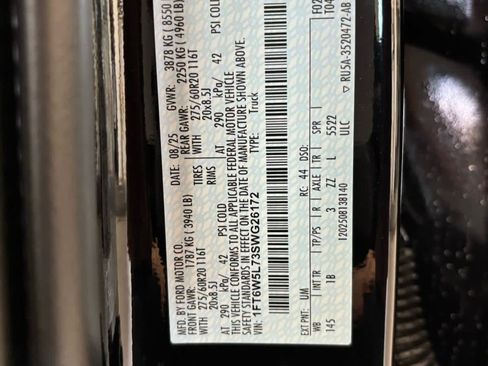 MFD. BY FORD MOTOR CO.
DATE: 08/25 GVWR: 3878 KG ( 8550
FRONT GAWR: 1787 KG ( 3940 LB) REAR GAWR: 2250 KG ( 4960 LB)
WITH 275/60R20 116T TIRES WITH 275/60R20 116T
20x8.5J RIMS 20x8.5J
AT 290 kPa/ 42 PSI COLD AT 290 kPa/ 42 PSI COLD
THIS VEHICLE CONFORMS TO ALL APPLICABLE FEDERAL MOTOR VEHICLE
SAFETY STANDARDS IN EFFECT ON THE DATE OF MANUFACTURE SHOWN ABOVE.
VIN: 1FT6W5L73SWG26172
TYPE: Truck
F02
T04
EXT PNT: UM RC: 44 DSO:
WB INT TR TP/PS R AXLE TR SPR
145 1B 3 ZZ L 5522
1202508138140 ULC
▽ RU5A-3520472-AB